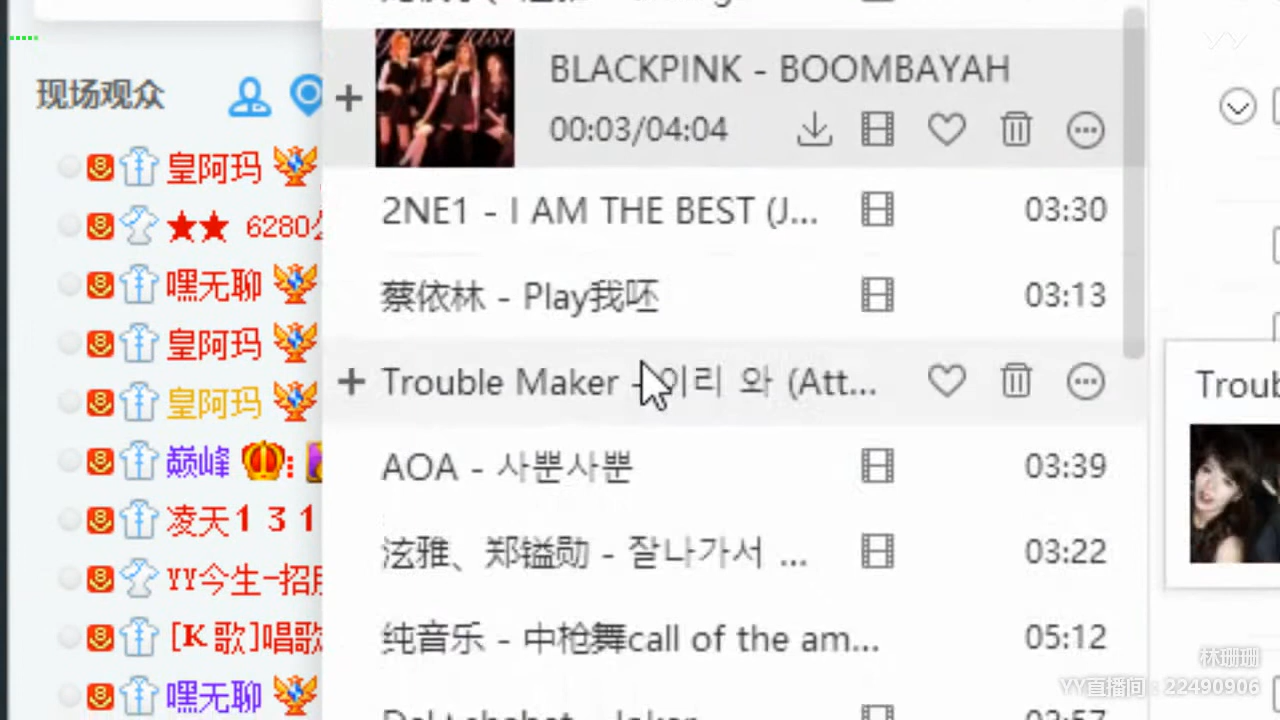 现场观众
皇阿玛
★★ 6280
嘿无聊
皇阿玛
皇阿玛
巅峰
凌天1 3 1
YY今生-招
[K 歌]唱歌
嘿无聊
BLACKPINK - BOOMBAYAH
00:03/04:04
2NE1 - I AM THE BEST (J... 03:30
蔡依林 - Play我呸 03:13
Trouble Maker - 이리 와 (Att...
AOA - 사뿐사뿐 03:39
泫雅、郑镒勋 - 잘나가서 ... 03:22
纯音乐 - 中枪舞call of the am... 05:12
03:57
Troub
林珊珊
YY直播间:22490906